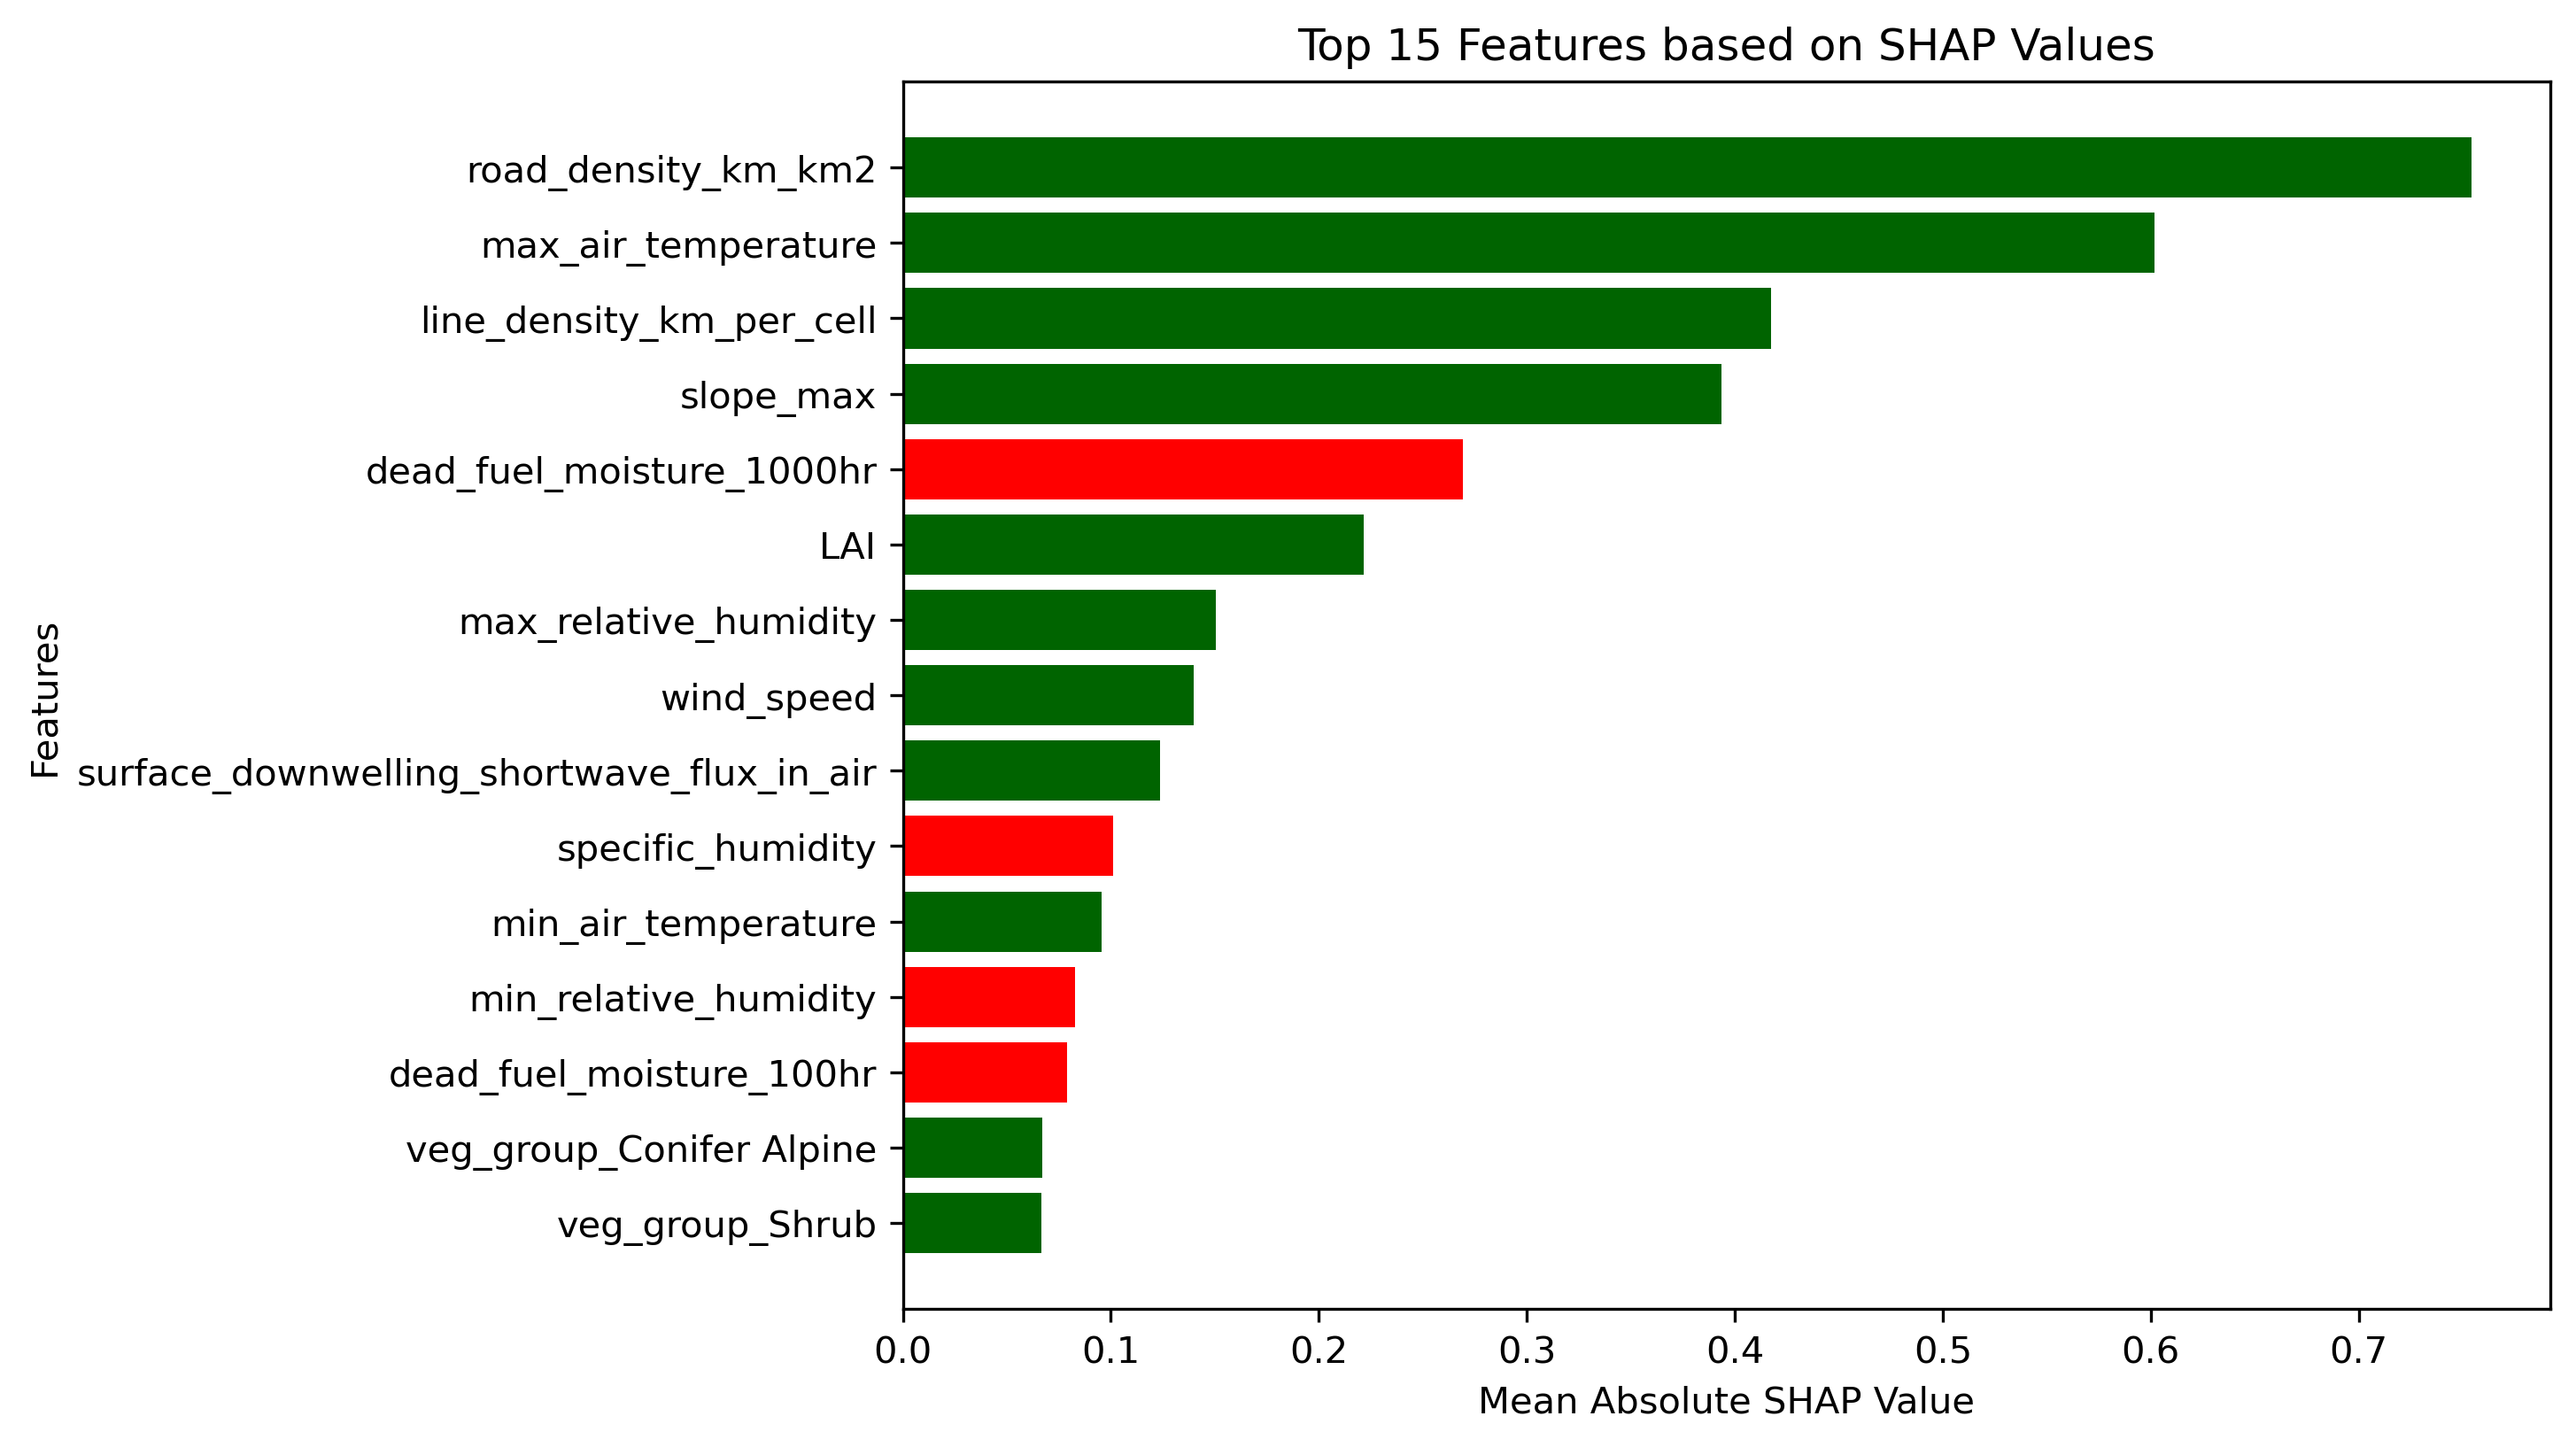 Top 15 Features based on SHAP Values
Features
road_density_km_km2
max_air_temperature
line_density_km_per_cell
slope_max
dead_fuel_moisture_1000hr
LAI
max_relative_humidity
wind_speed
surface_downwelling_shortwave_flux_in_air
specific_humidity
min_air_temperature
min_relative_humidity
dead_fuel_moisture_100hr
veg_group_Conifer Alpine
veg_group_Shrub
0.0 0.1 0.2 0.3 0.4 0.5 0.6 0.7
Mean Absolute SHAP Value